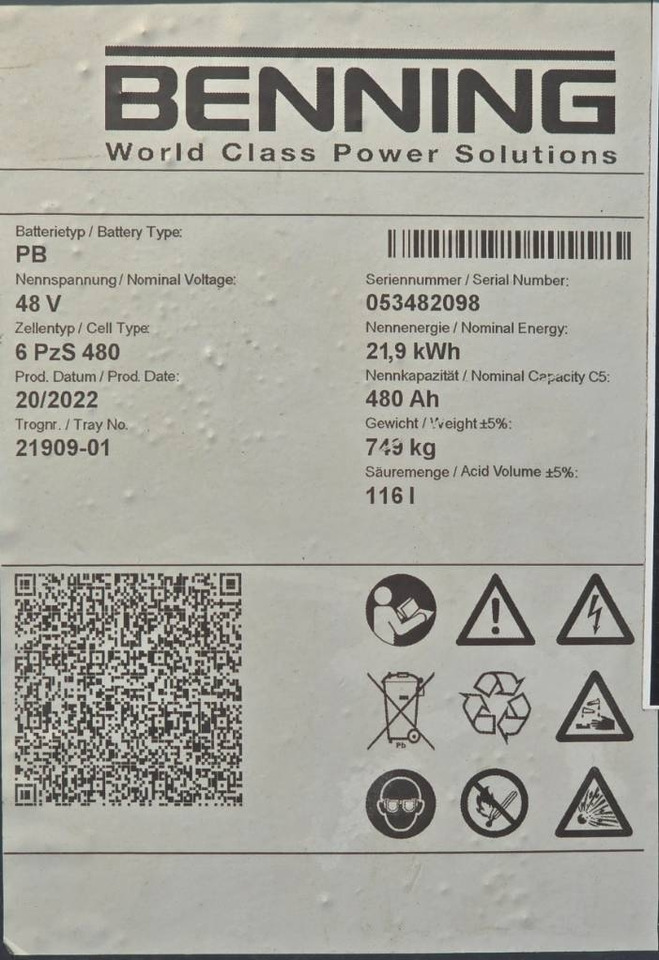 BENNING
World Class Power Solutions
Batterietyp / Battery Type:
PB
Nennspannung / Nominal Voltage:
48 V
Zellentyp / Cell Type:
6 PzS 480
Prod. Datum / Prod. Date:
20/2022
Trognr. / Tray No.
21909-01
Seriennummer / Serial Number:
053482098
Nennenergie / Nominal Energy:
21,9 kWh
Nennkapazität / Nominal Capacity C5:
480 Ah
Gewicht / Weight ±5%:
749 kg
Säuremenge / Acid Volume ±5%:
116 l
Pb